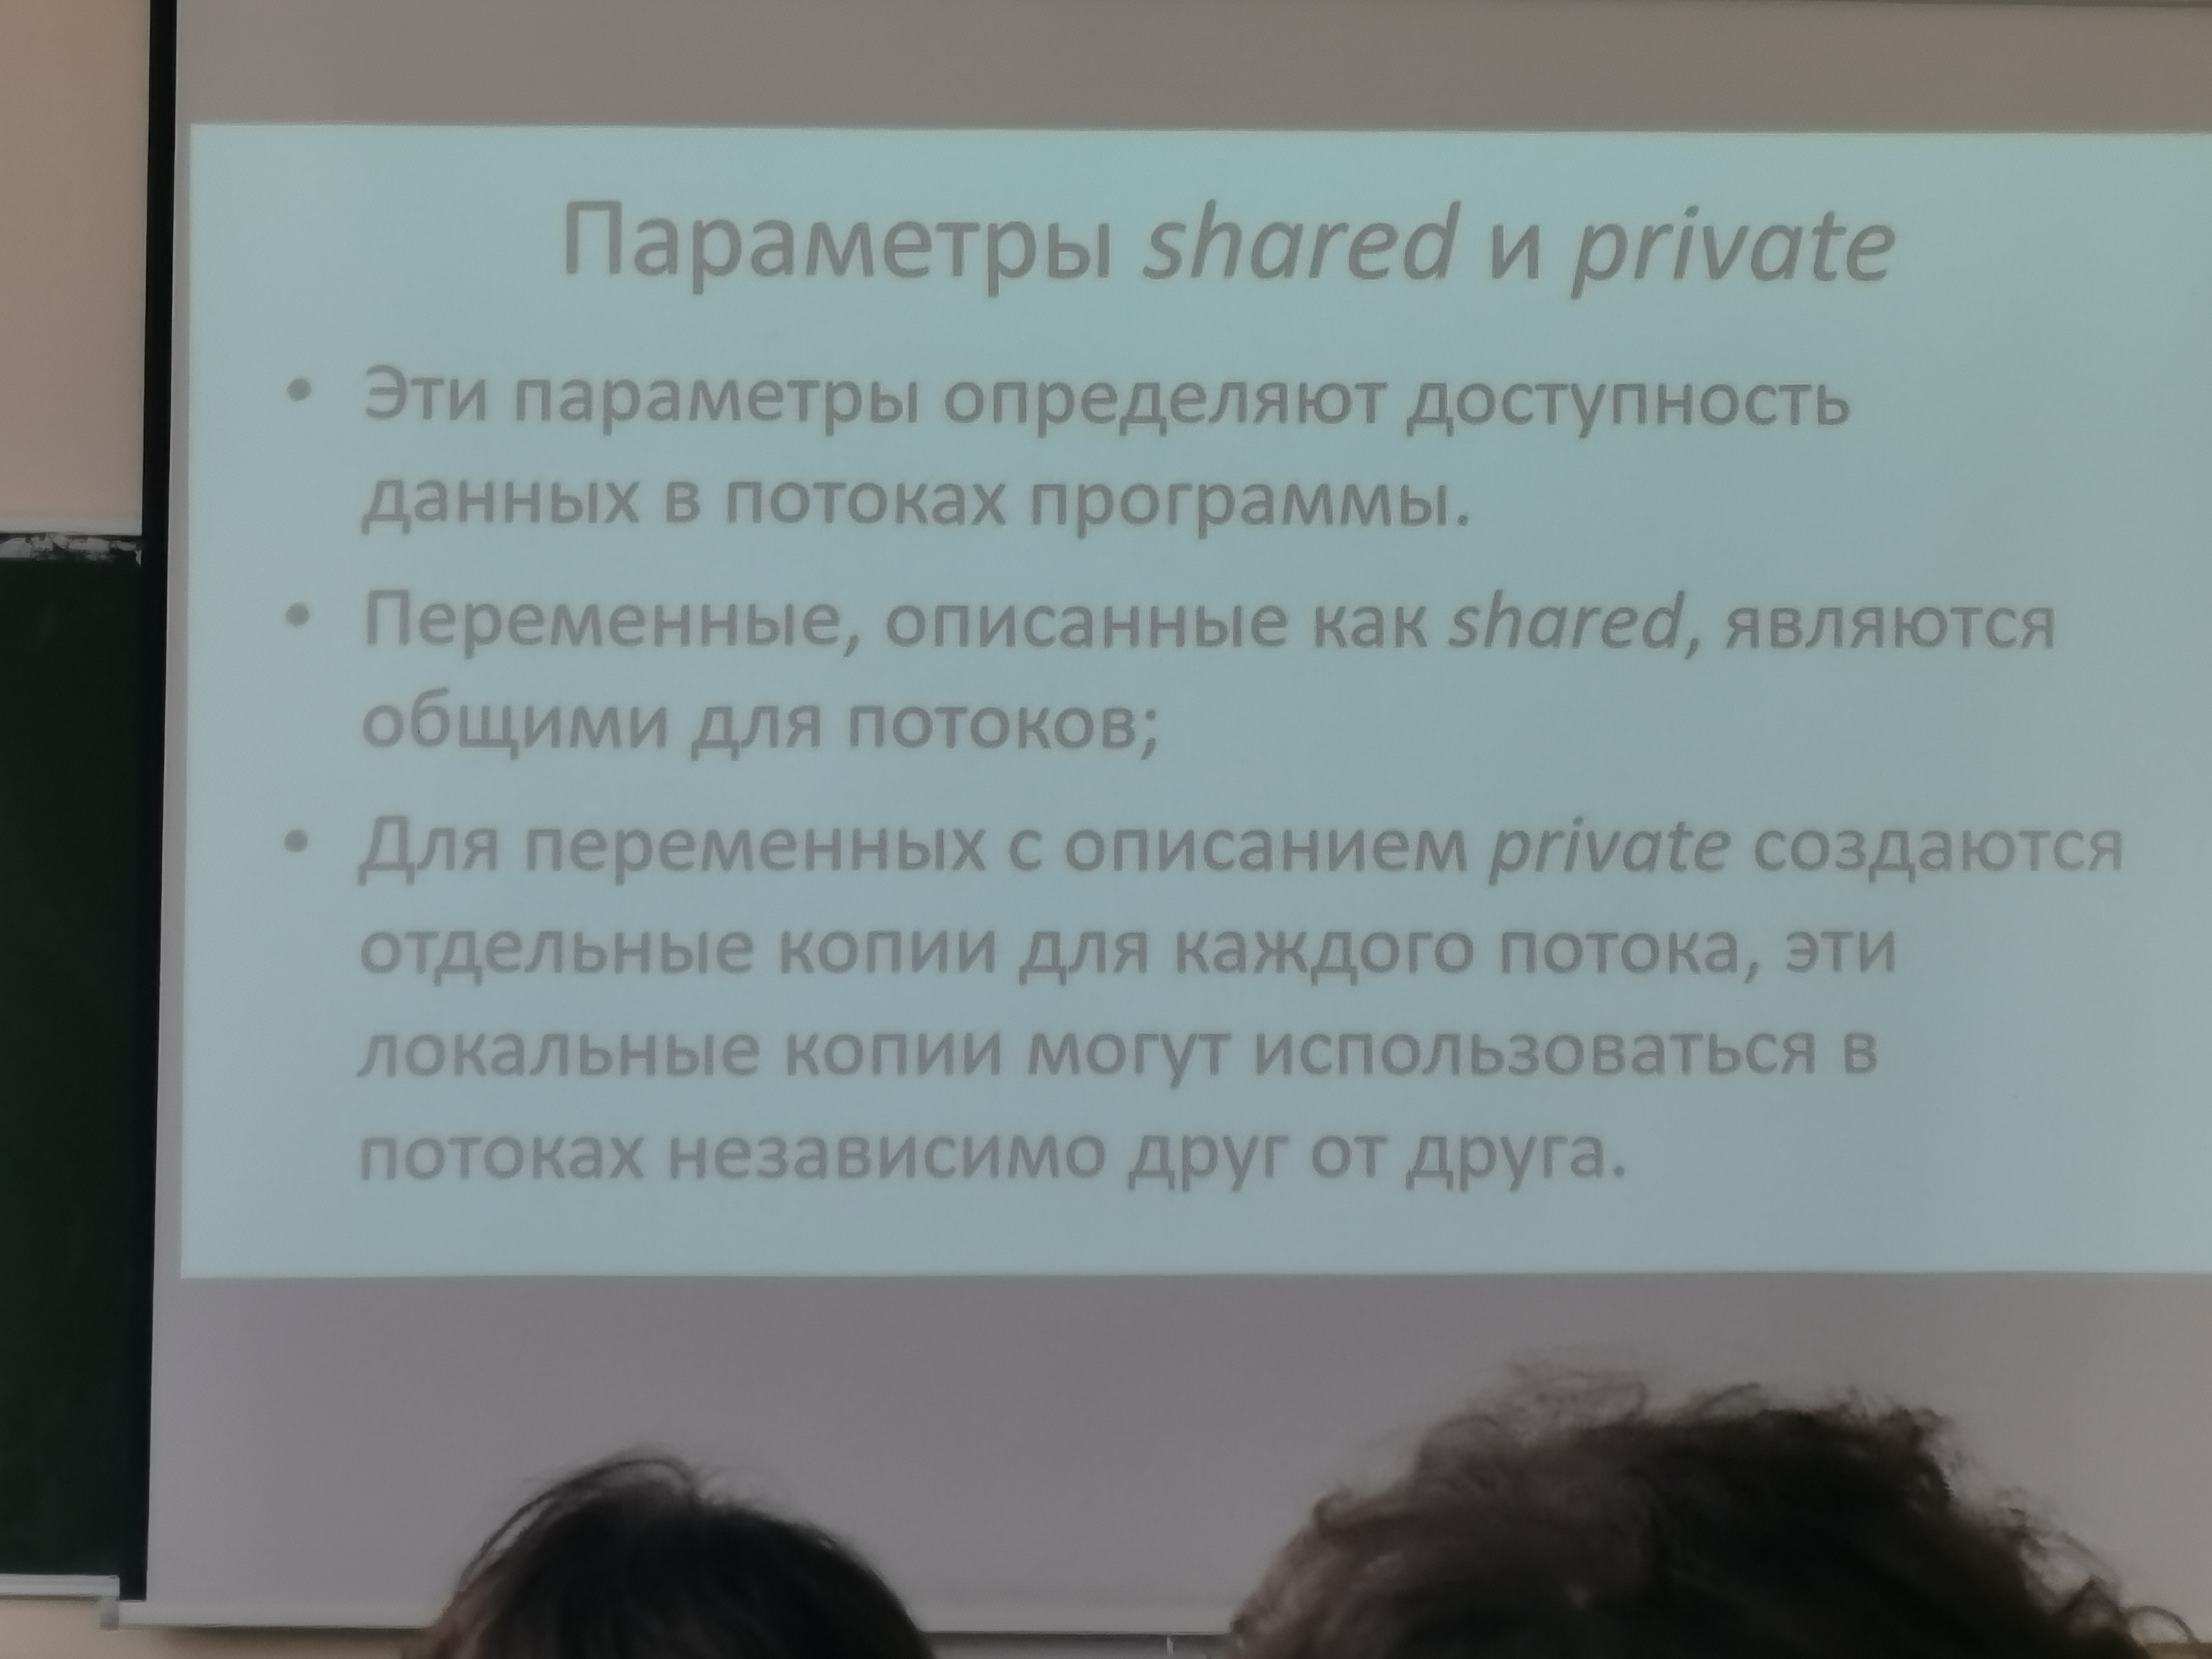 Параметры shared и private
• Эти параметры определяют доступность
данных в потоках программы.
• Переменные, описанные как shared, являются
общими для потоков;
• Для переменных с описанием private создаются
отдельные копии для каждого потока, эти
локальные копии могут использоваться в
потоках независимо друг от друга.